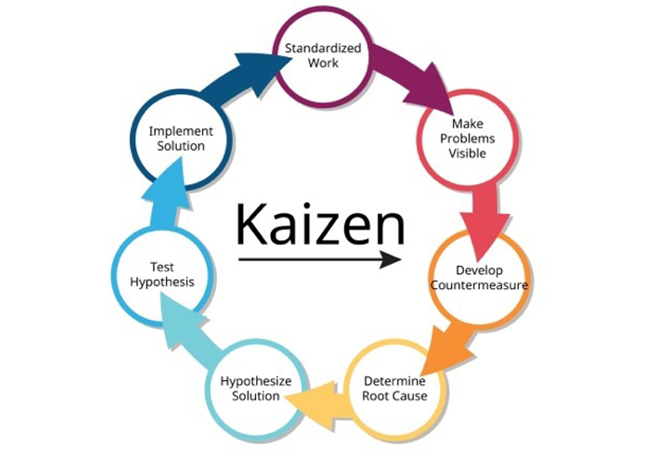 Standardized
Work
Make
Problems
Visible
Develop
Countermeasure
Determine
Root Cause
Hypothesize
Solution
Test
Hypothesis
Implement
Solution
Kaizen